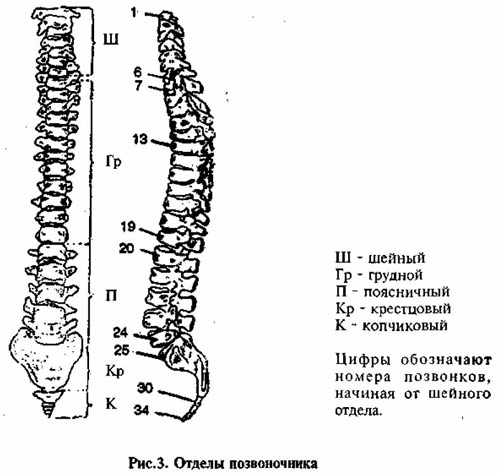 Ш
Гр
П
Кр
К
1
6
7
13
19
20
24
25
30
34
Ш - шейный
Гр - грудной
П - поясничный
Кр - крестцовый
К - копчиковый
Цифры обозначают
номера позвонков,
начиная от шейного
отдела.
Рис.3. Отделы позвоночника